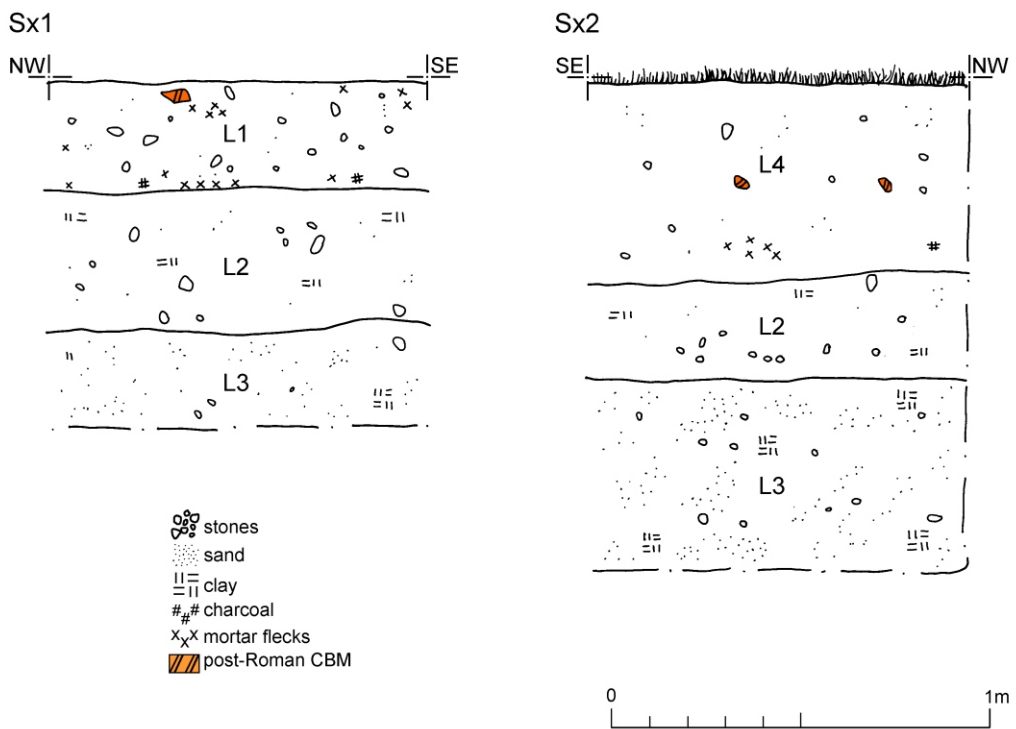 Sx1
NW
SE
L1
L2
L3
Sx2
SE
NW
L4
L2
L3
stones
sand
clay
charcoal
mortar flecks
post-Roman CBM
0
1m